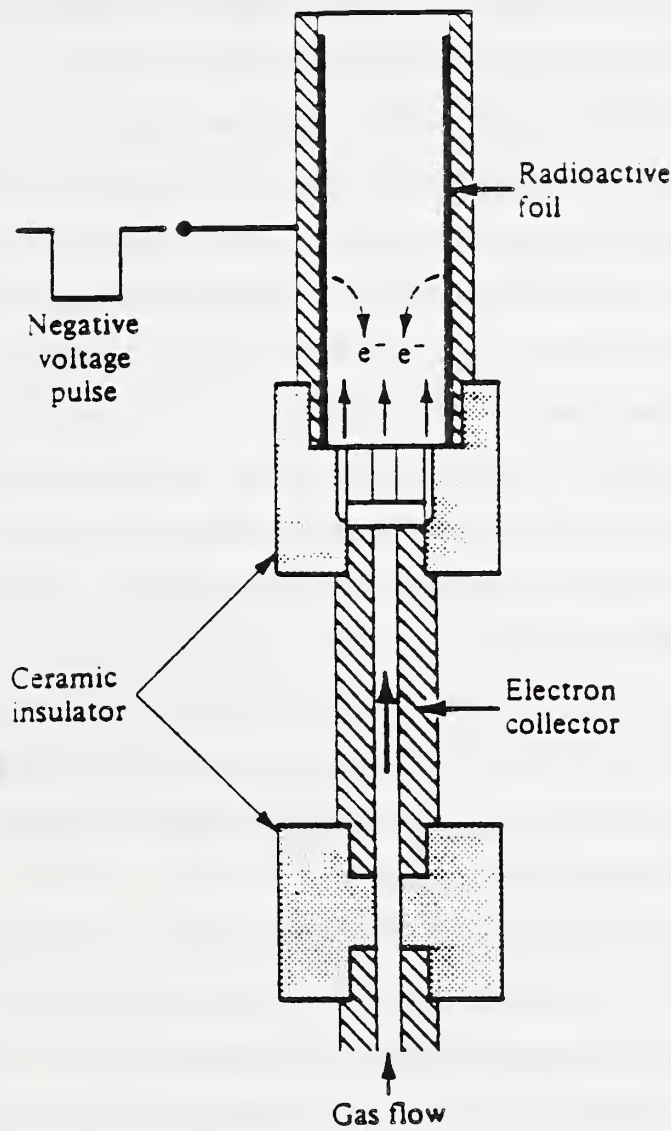 Radioactive
foil
Negative
voltage
pulse
e⁻ e⁻
Ceramic
insulator
Electron
collector
Gas flow